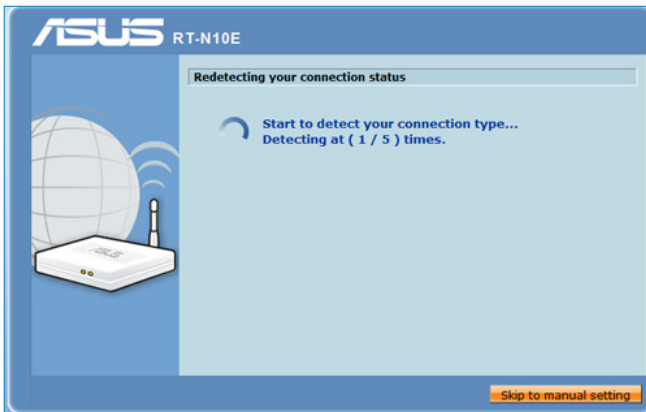 ASUS RT-N10E
Redetecting your connection status
Start to detect your connection type...
Detecting at ( 1 / 5 ) times.
ASUS
Skip to manual setting